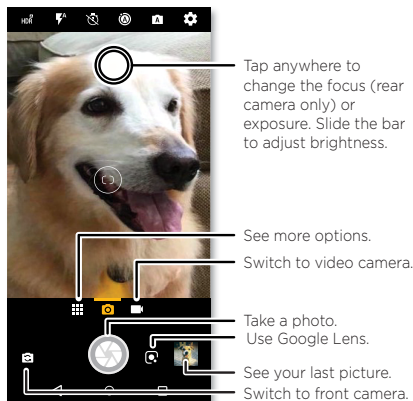 HDR
A
A
Tap anywhere to
change the focus (rear
camera only) or
exposure. Slide the bar
to adjust brightness.
See more options.
Switch to video camera.
Take a photo.
Use Google Lens.
See your last picture.
Switch to front camera.